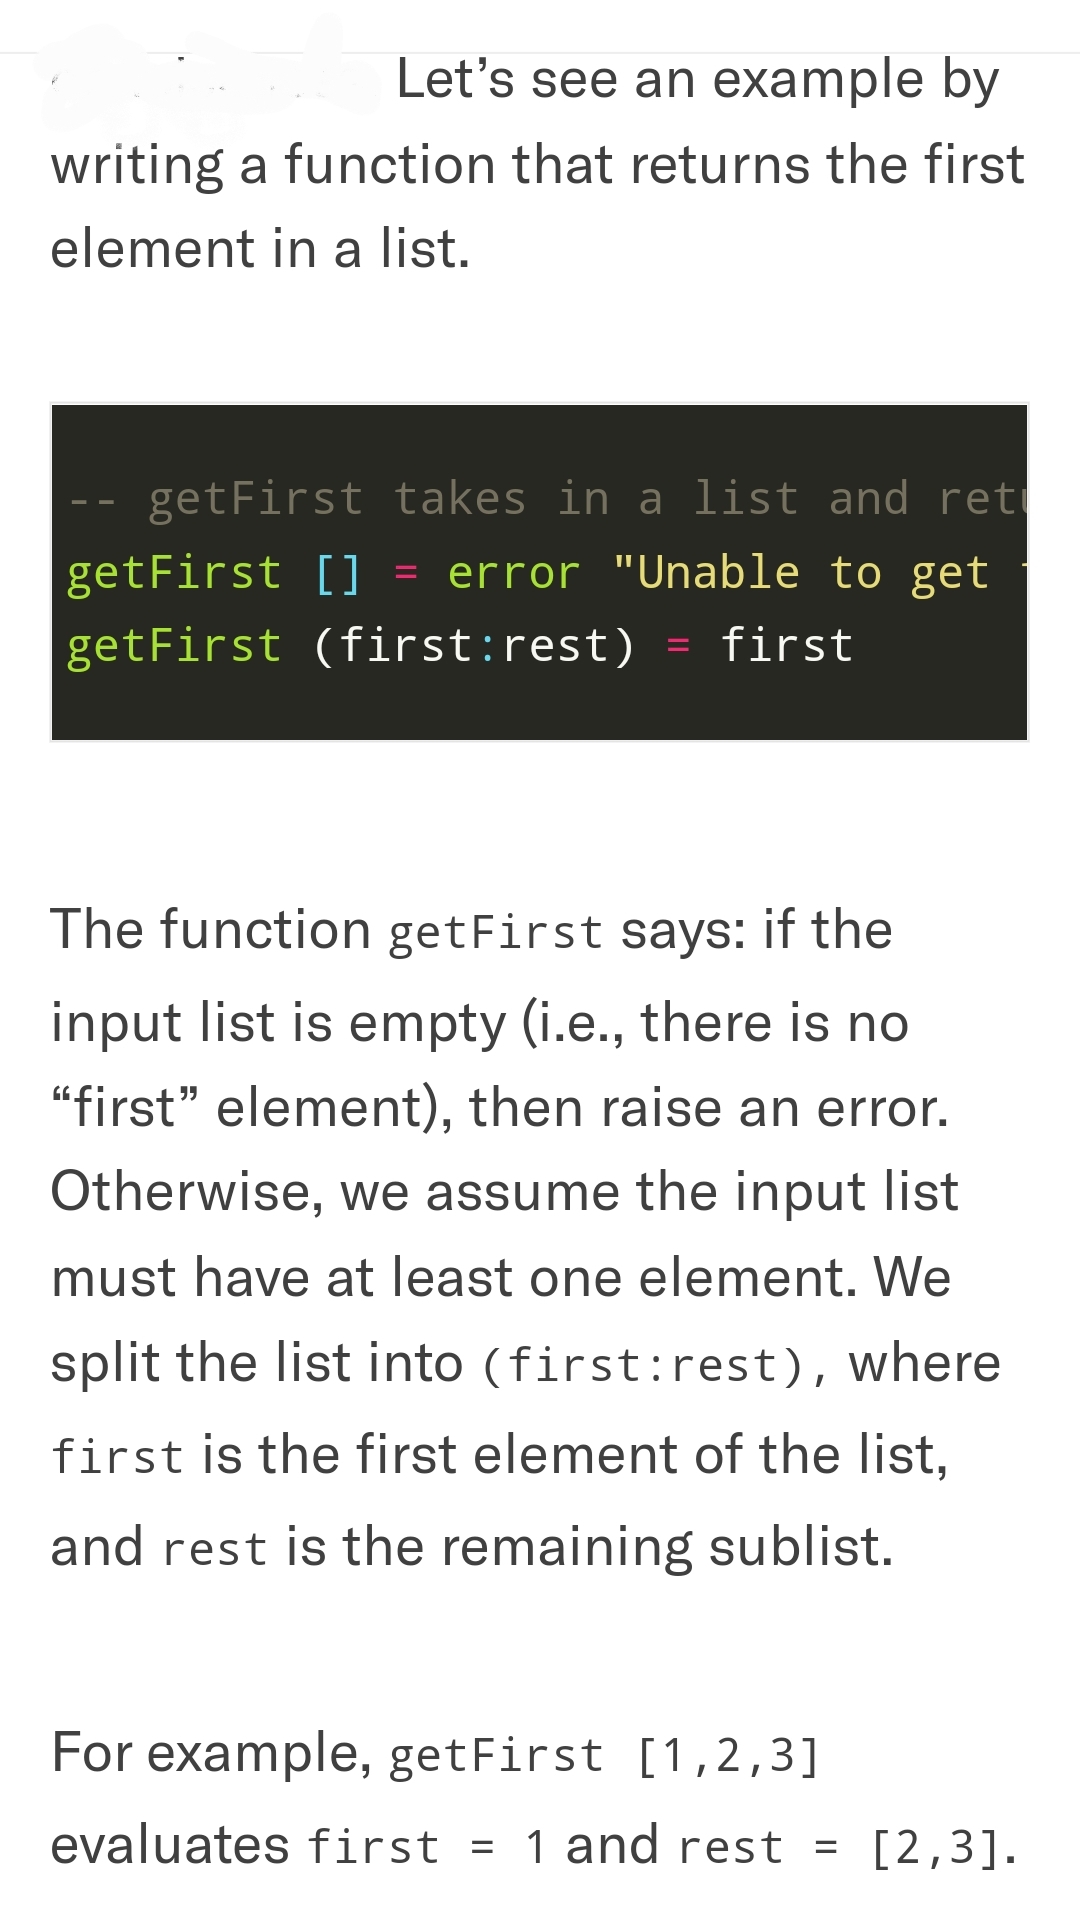 Let’s see an example by
writing a function that returns the first
element in a list.
-- getFirst takes in a list and retu
getFirst [] = error "Unable to get
getFirst (first:rest) = first
The function getFirst says: if the
input list is empty (i.e., there is no
“first” element), then raise an error.
Otherwise, we assume the input list
must have at least one element. We
split the list into (first:rest), where
first is the first element of the list,
and rest is the remaining sublist.
For example, getFirst [1,2,3]
evaluates first = 1 and rest = [2,3].